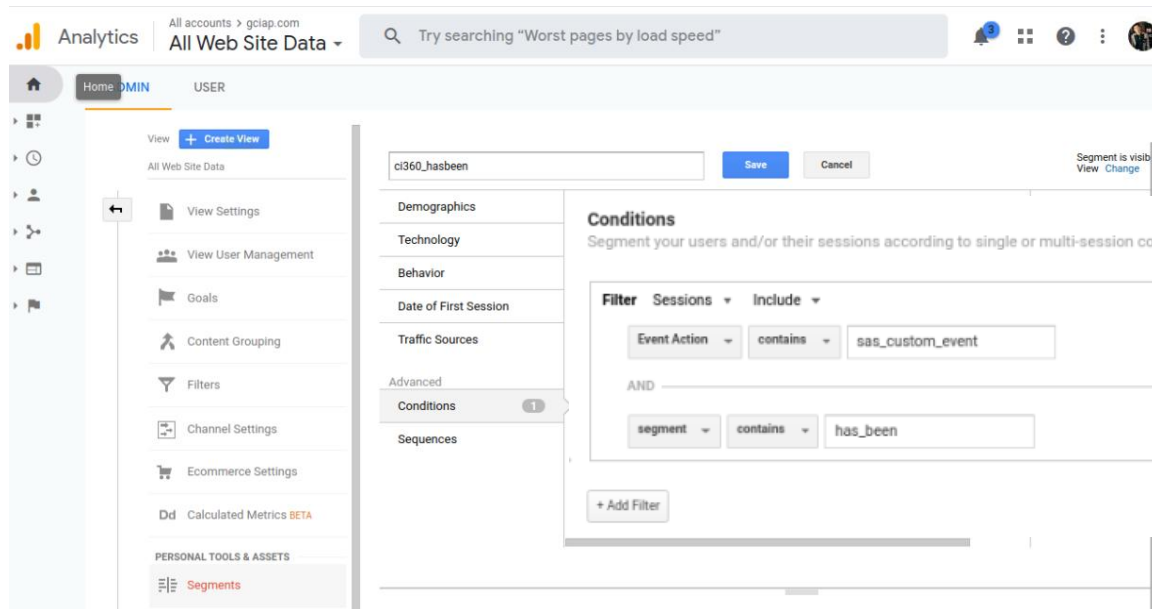 All accounts > gciap.com
Analytics
All Web Site Data
Try searching “Worst pages by load speed”
3
Home
DMIN
USER
View
+ Create View
All Web Site Data
View Settings
View User Management
Goals
Content Grouping
Filters
Channel Settings
Ecommerce Settings
Dd Calculated Metrics BETA
PERSONAL TOOLS & ASSETS
Segments
ci360_hasbeen
Save
Cancel
Segment is visib
View Change
Demographics
Technology
Behavior
Date of First Session
Traffic Sources
Advanced
Conditions 1
Sequences
Conditions
Segment your users and/or their sessions according to single or multi-session co
Filter Sessions Include
Event Action contains sas_custom_event
AND
segment contains has_been
+ Add Filter